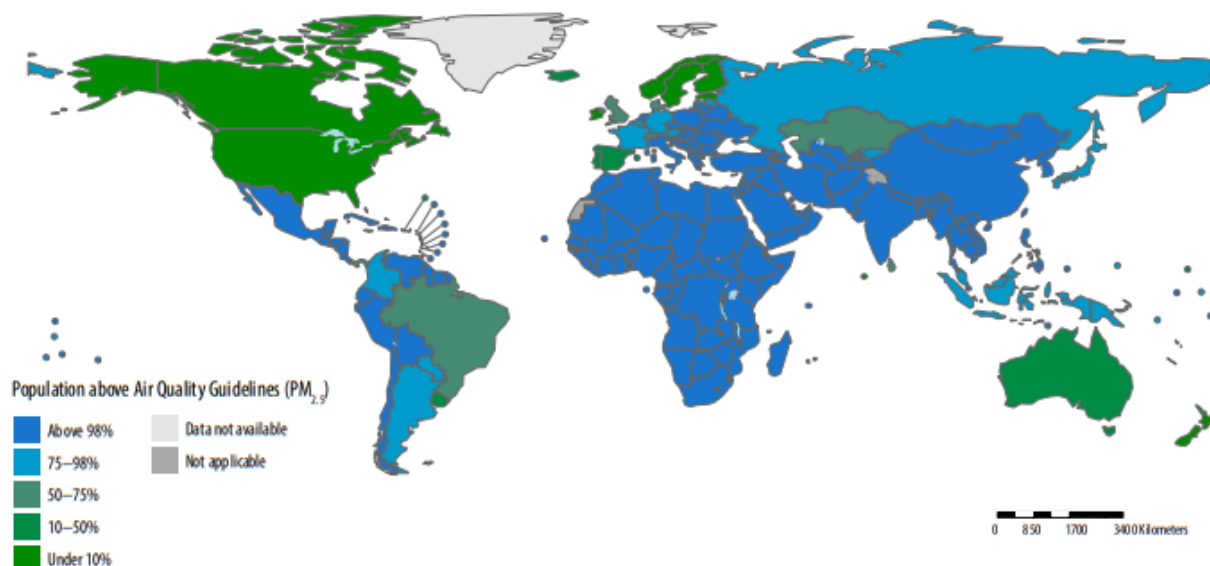 Population above Air Quality Guidelines (PM2.5)
Above 98%
75–98%
50–75%
10–50%
Under 10%
Data not available
Not applicable
0 850 1700 3400 Kilometers